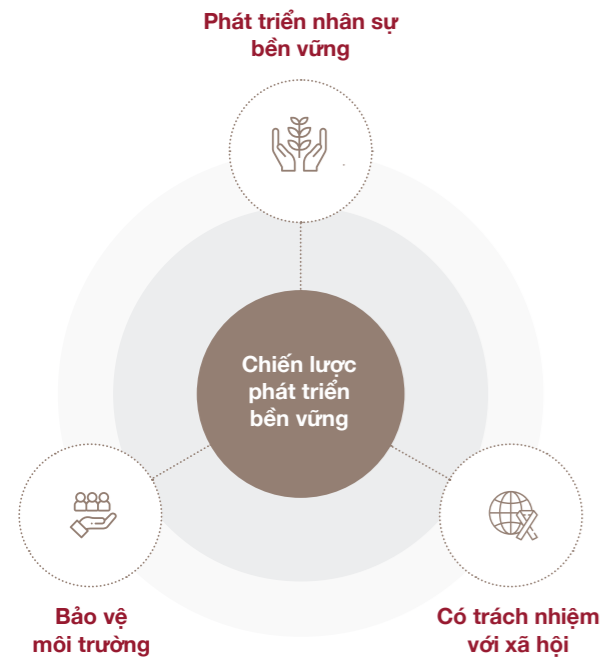 Phát triển nhân sự
bền vững
Chiến lược
phát triển
bền vững
Bảo vệ
môi trường
Có trách nhiệm
với xã hội